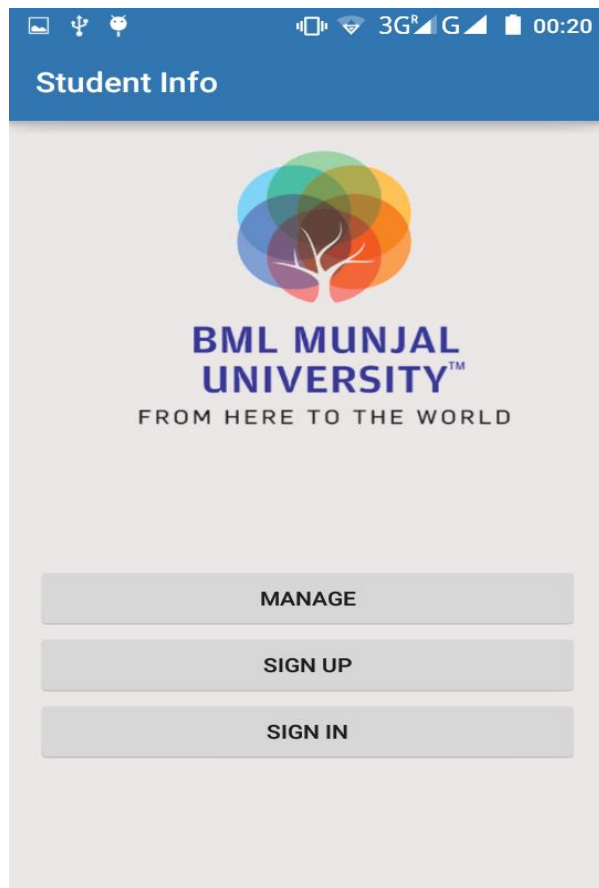 3G R G 00:20
Student Info
BML MUNJAL
UNIVERSITY™
FROM HERE TO THE WORLD
MANAGE
SIGN UP
SIGN IN